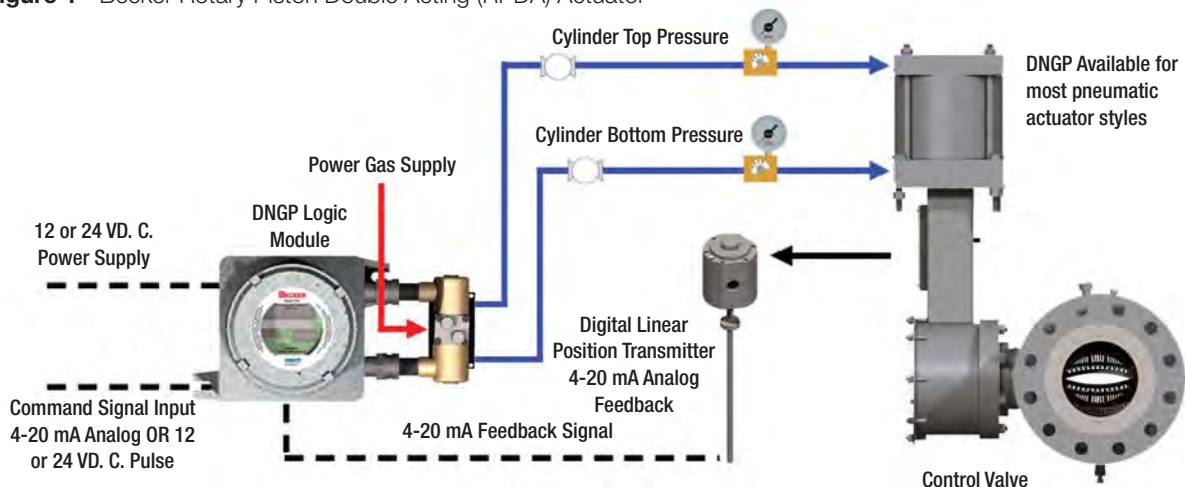 Figure 1 Becker Rotary Piston Double Acting (RPDA) Actuator
Cylinder Top Pressure
DNGP Available for
most pneumatic
actuator styles
Cylinder Bottom Pressure
Power Gas Supply
DNGP Logic
Module
12 or 24 VD. C.
Power Supply
BECKER
Digital Linear
Position Transmitter
4-20 mA Analog
Feedback
Command Signal Input
4-20 mA Analog OR 12
or 24 VD. C. Pulse
4-20 mA Feedback Signal
Control Valve